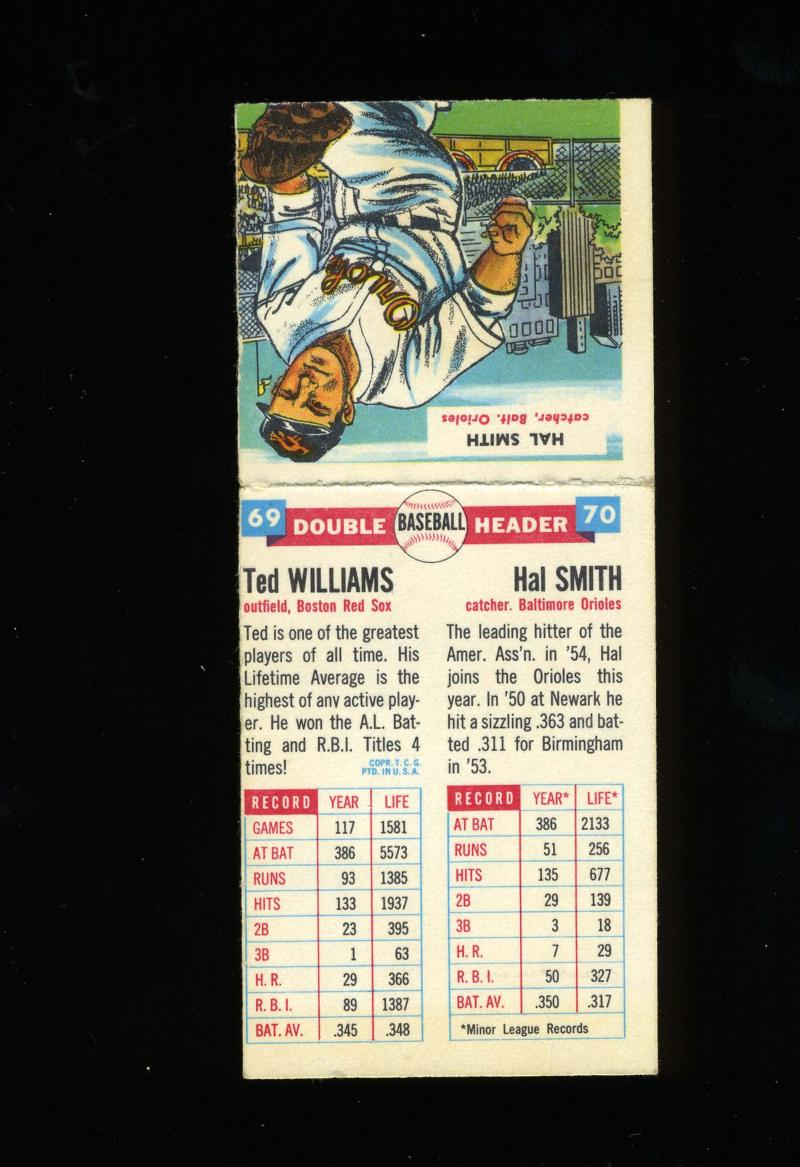 HAL SMITH
catcher, Balt. Orioles
Orioles
69 DOUBLE BASEBALL HEADER 70
Ted WILLIAMS
outfield, Boston Red Sox
Ted is one of the greatest
players of all time. His
Lifetime Average is the
highest of any active play-
er. He won the A.L. Bat-
ting and R.B.I. Titles 4
times!
COPR. T. C. G.
PTD. IN U. S. A.
RECORD YEAR LIFE
GAMES 117 1581
AT BAT 386 5573
RUNS 93 1385
HITS 133 1937
2B 23 395
3B 1 63
H. R. 29 366
R. B. I. 89 1387
BAT. AV. .345 .348
Hal SMITH
catcher. Baltimore Orioles
The leading hitter of the
Amer. Ass'n. in '54, Hal
joins the Orioles this
year. In '50 at Newark he
hit a sizzling .363 and bat-
ted .311 for Birmingham
in '53.
RECORD YEAR* LIFE*
AT BAT 386 2133
RUNS 51 256
HITS 135 677
2B 29 139
3B 3 18
H. R. 7 29
R. B. I. 50 327
BAT. AV. .350 .317
*Minor League Records